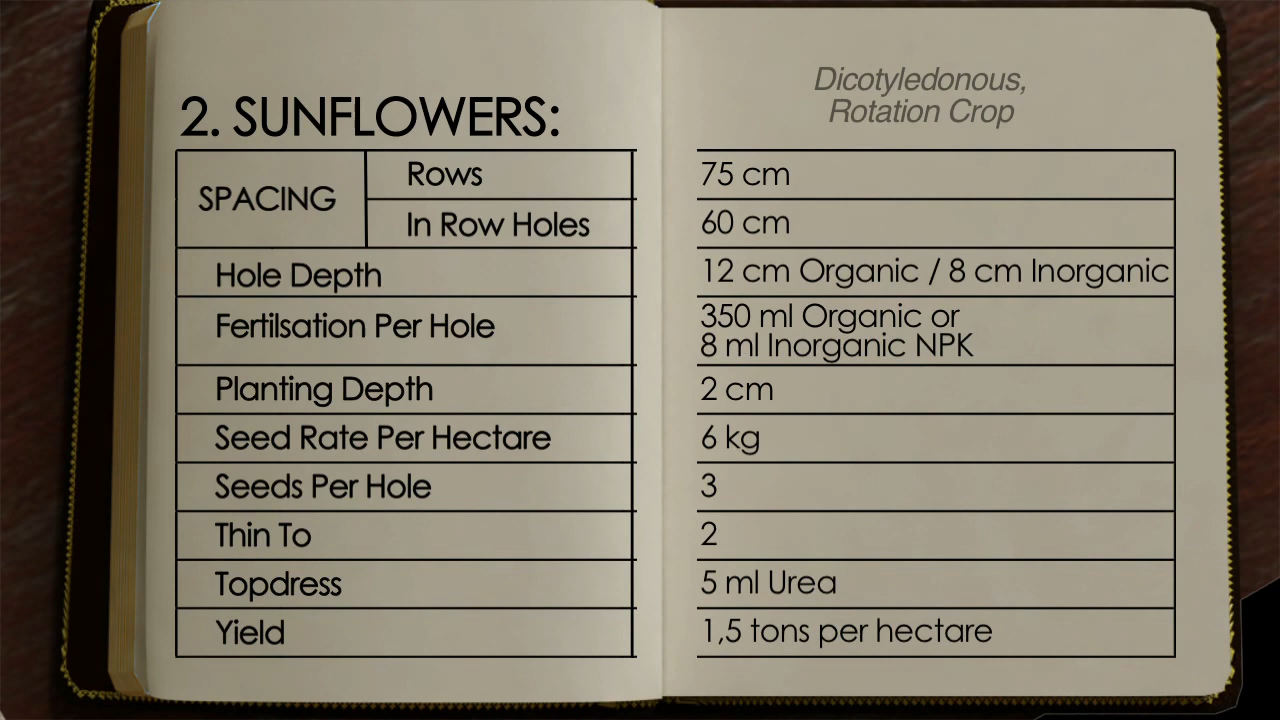 Dicotyledonous,
Rotation Crop
2. SUNFLOWERS:
SPACING
Rows 75 cm
In Row Holes 60 cm
Hole Depth 12 cm Organic / 8 cm Inorganic
Fertilsation Per Hole 350 ml Organic or
8 ml Inorganic NPK
Planting Depth 2 cm
Seed Rate Per Hectare 6 kg
Seeds Per Hole 3
Thin To 2
Topdress 5 ml Urea
Yield 1,5 tons per hectare